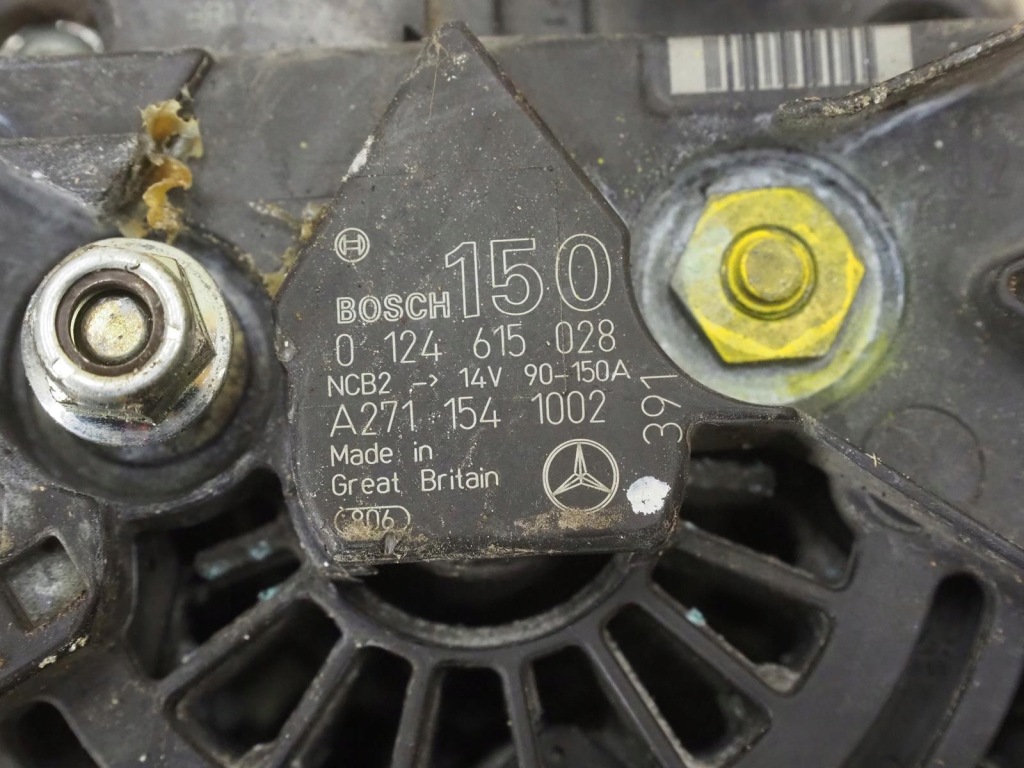 150
BOSCH
0 124 615 028
NCB2 -> 14V 90-150A
A271 154 1002
391
Made in
Great Britain
806